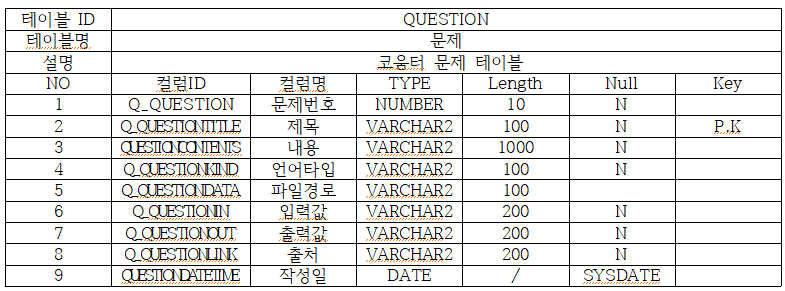 테이블 ID QUESTION
테이블명 문제
설명 코움터 문제 테이블
NO 컬럼ID 컬럼명 TYPE Length Null Key
1 Q_QUESTION 문제번호 NUMBER 10 N
2 Q_QUESTIONTITLE 제목 VARCHAR2 100 N P.K
3 QUESTIONCONTENTS 내용 VARCHAR2 1000 N
4 Q_QUESTIONKIND 언어타입 VARCHAR2 100 N
5 Q_QUESTIONDATA 파일경로 VARCHAR2 100
6 Q_QUESTIONIN 입력값 VARCHAR2 200 N
7 Q_QUESTIONOUT 출력값 VARCHAR2 200 N
8 Q_QUESTIONLINK 출처 VARCHAR2 200 N
9 QUESTIONDATETIME 작성일 DATE / SYSDATE